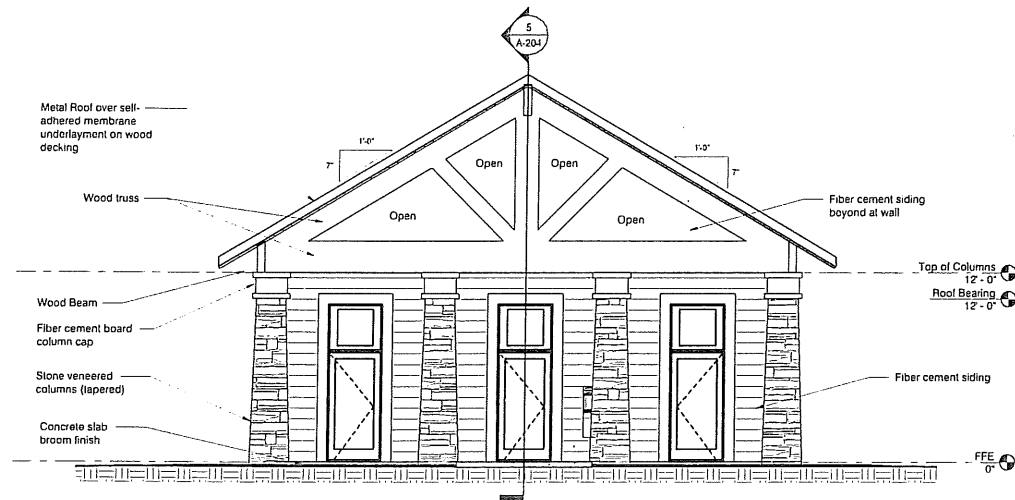 5
A-204
Metal Roof over self-
adhered membrane
underlayment on wood
decking
1'-0"
7"
1'-0"
7"
Open
Open
Open
Open
Wood truss
Fiber cement siding
beyond at wall
Top of Columns
12' - 0"
Roof Bearing
12' - 0"
Wood Beam
Fiber cement board
column cap
Stone veneered
columns (tapered)
Fiber cement siding
Concrete slab
broom finish
FFE
0"